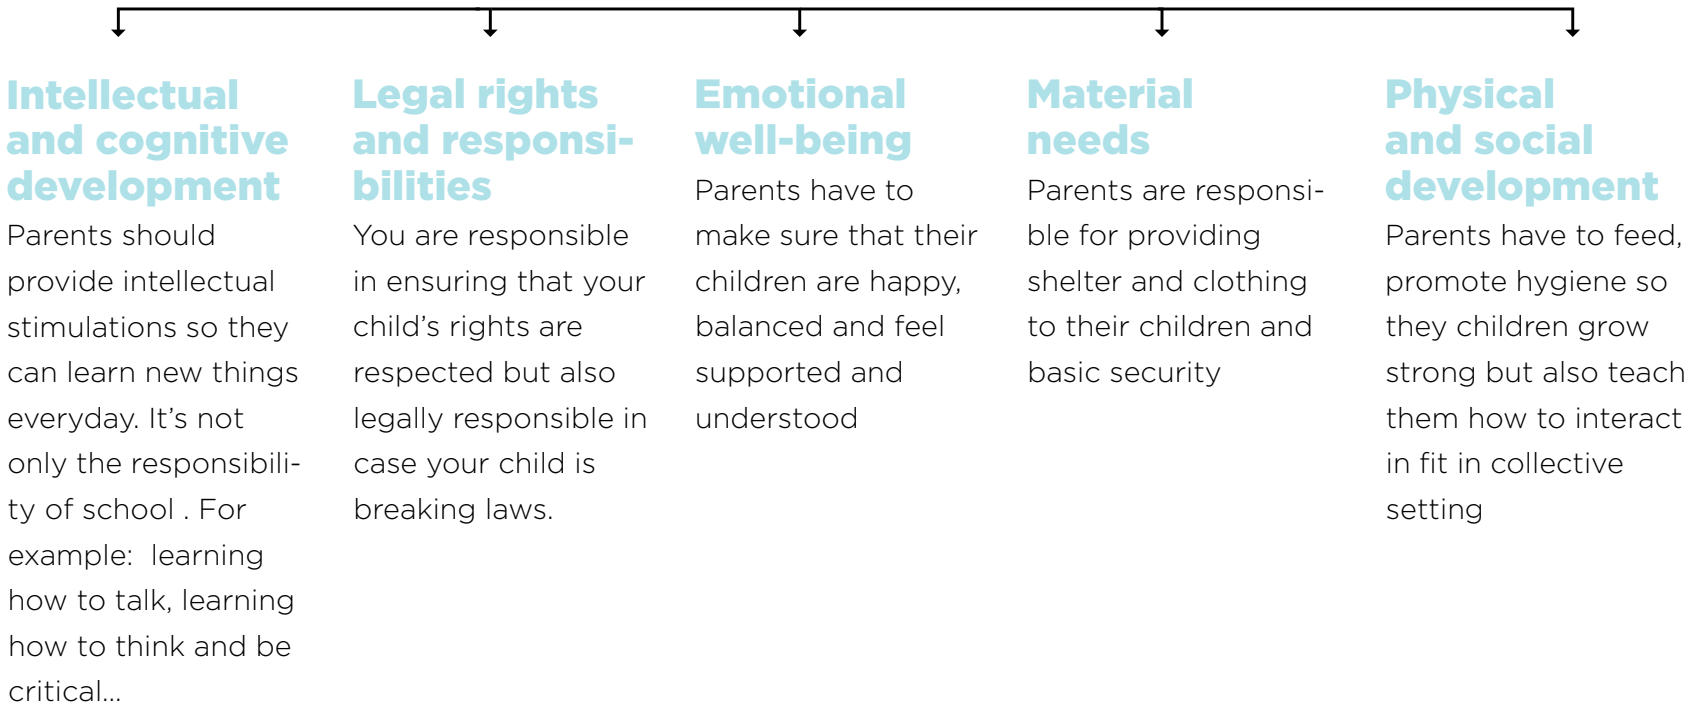 Intellectual
and cognitive
development
Parents should
provide intellectual
stimulations so they
can learn new things
everyday. It’s not
only the responsibili-
ty of school . For
example:  learning
how to talk, learning
how to think and be
critical...
Legal rights
and responsi-
bilities
You are responsible
in ensuring that your
child’s rights are
respected but also
legally responsible in
case your child is
breaking laws.
Emotional
well-being
Parents have to
make sure that their
children are happy,
balanced and feel
supported and
understood
Material
needs
Parents are responsi-
ble for providing
shelter and clothing
to their children and
basic security
Physical
and social
development
Parents have to feed,
promote hygiene so
they children grow
strong but also teach
them how to interact
in fit in collective
setting